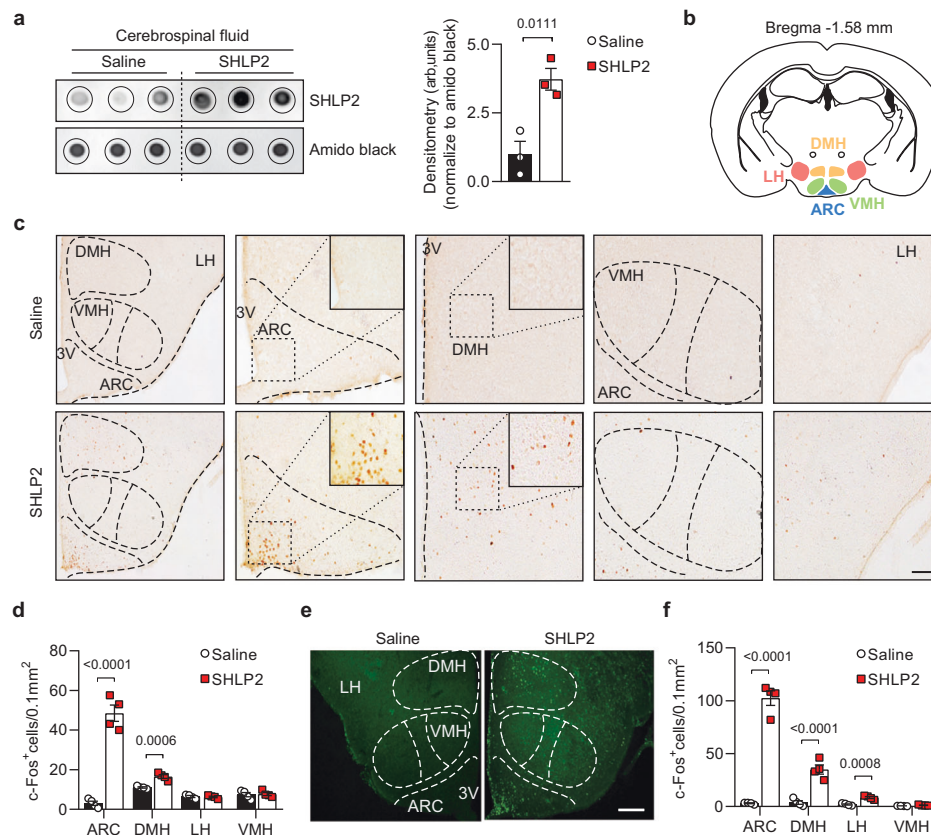 a
Cerebrospinal fluid
Saline
SHLP2
SHLP2
Amido black
Densitometry (arb,units)
(normalize to amido black)
5.0
2.5
0.0
0.0111
Saline
SHLP2
b
Bregma -1.58 mm
DMH
LH
ARC
VMH
c
Saline
DMH
LH
VMH
3V
ARC
3V
ARC
3V
DMH
VMH
ARC
LH
SHLP2
d
c-Fos+ cells/0.1mm2
80
60
40
20
0
<0.0001
0.0006
Saline
SHLP2
ARC
DMH
LH
VMH
e
Saline
SHLP2
DMH
LH
VMH
3V
ARC
f
c-Fos+ cells/0.1mm2
150
100
50
0
<0.0001
<0.0001
0.0008
Saline
SHLP2
ARC
DMH
LH
VMH